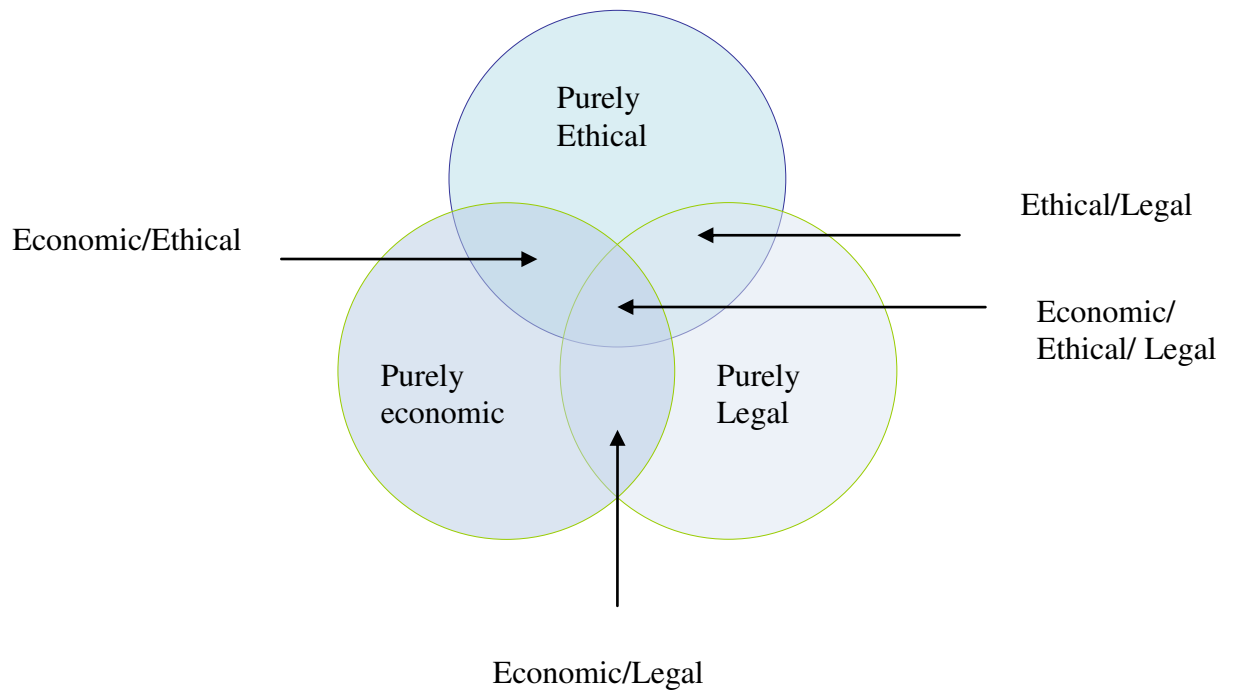 Purely
Ethical
Ethical/Legal
Economic/Ethical
Economic/
Ethical/ Legal
Purely
economic
Purely
Legal
Economic/Legal